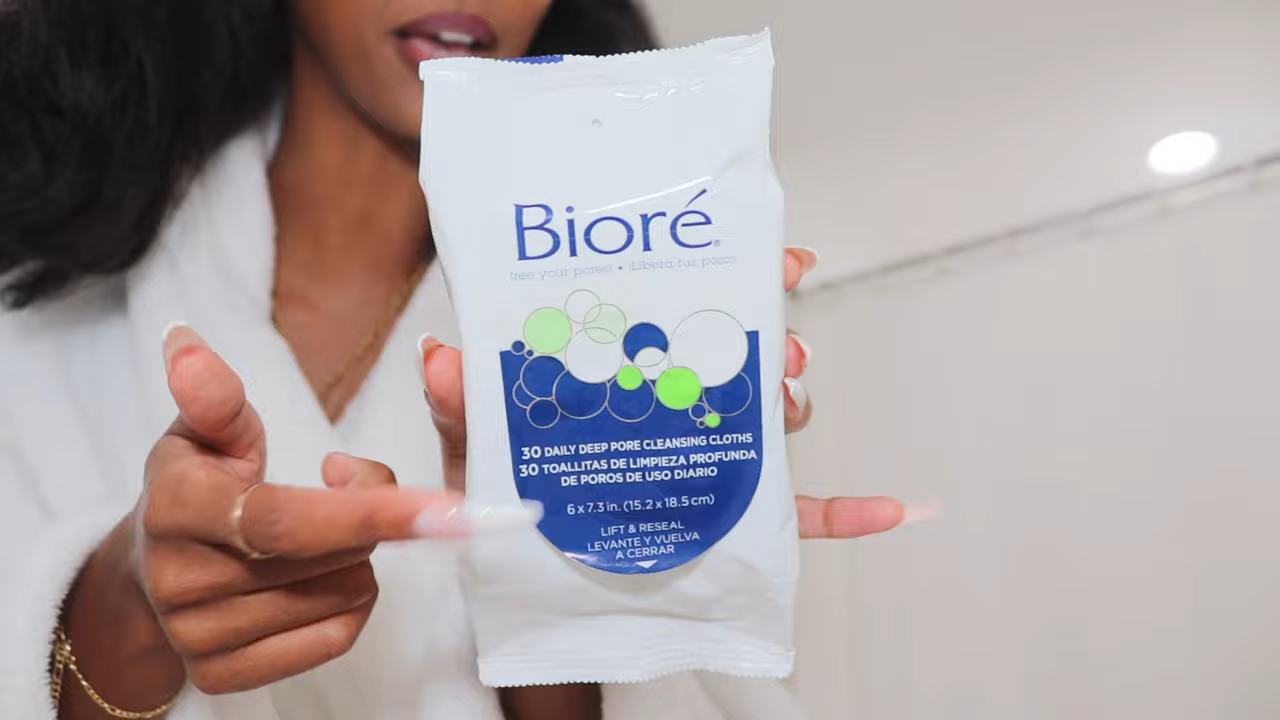 Bioré®
free your pores! • ¡Libera tus poros!
30 DAILY DEEP PORE CLEANSING CLOTHS
30 TOALLITAS DE LIMPIEZA PROFUNDA
DE POROS DE USO DIARIO
6 x 7.3 in. (15.2 x 18.5 cm)
LIFT & RESEAL
LEVANTE Y VUELVA
A CERRAR